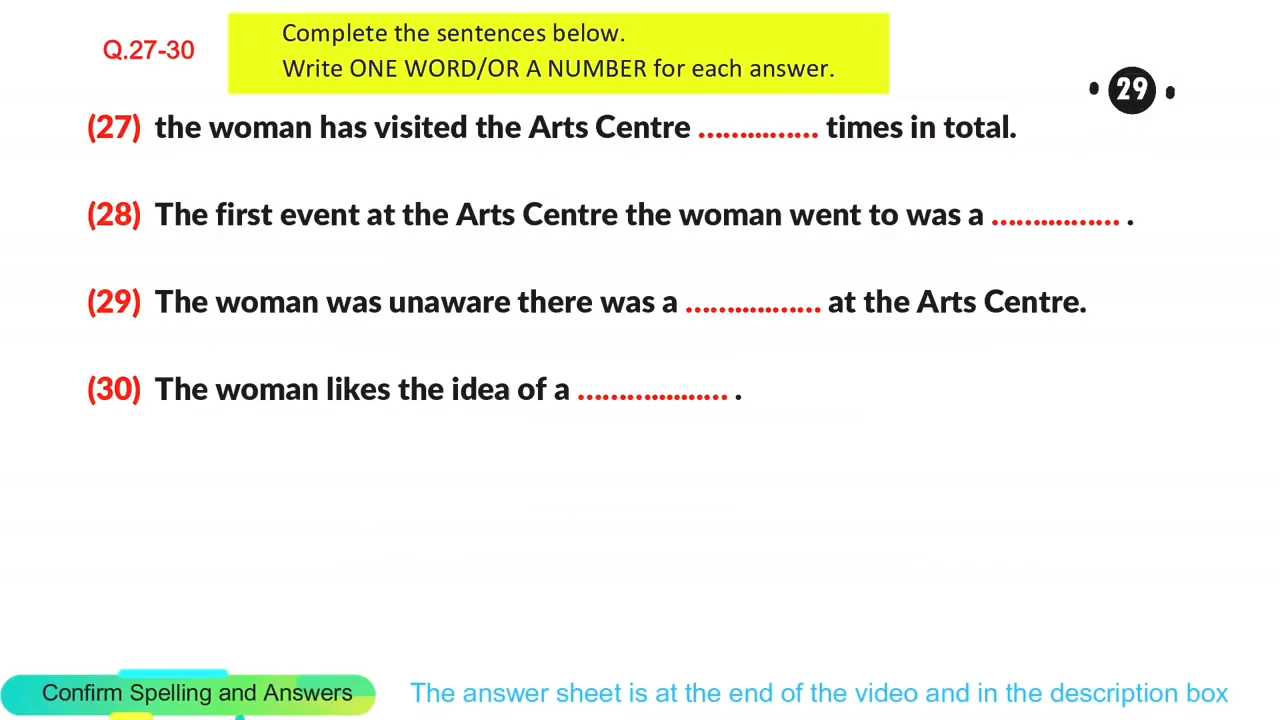 Q.27-30
Complete the sentences below.
Write ONE WORD/OR A NUMBER for each answer.
29
(27) the woman has visited the Arts Centre ................ times in total.
(28) The first event at the Arts Centre the woman went to was a ................ .
(29) The woman was unaware there was a ................ at the Arts Centre.
(30) The woman likes the idea of a ................... .
Confirm Spelling and Answers
The answer sheet is at the end of the video and in the description box